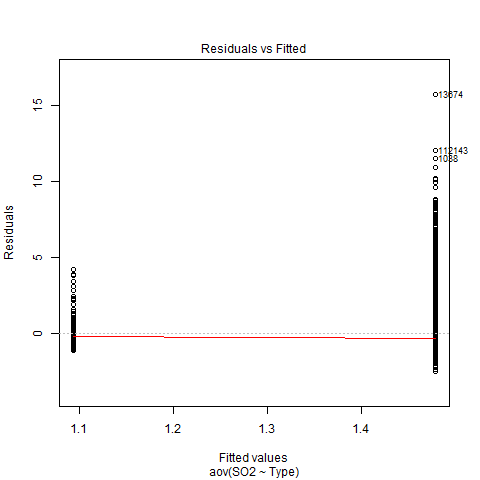 Residuals vs Fitted
15
10
5
0
Residuals
13674
112143
1038
1.1 1.2 1.3 1.4
Fitted values
aov(SO2 ~ Type)